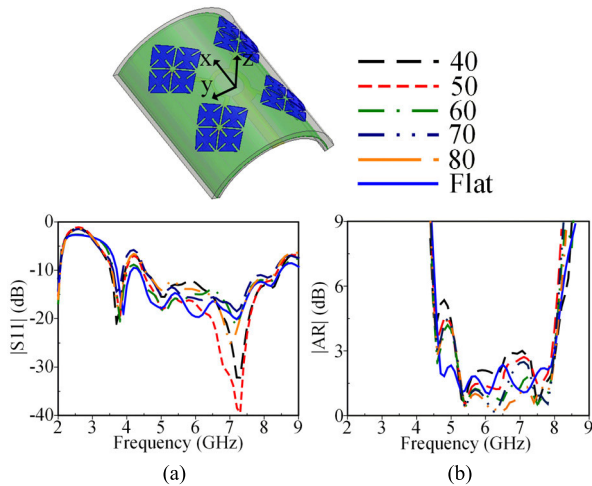 x
z
y
40
50
60
70
80
Flat
|S11| (dB)
0
-10
-20
-30
-40
2 3 4 5 6 7 8 9
Frequency (GHz)
(a)
|AR| (dB)
9
6
3
0
2 3 4 5 6 7 8 9
Frequency (GHz)
(b)